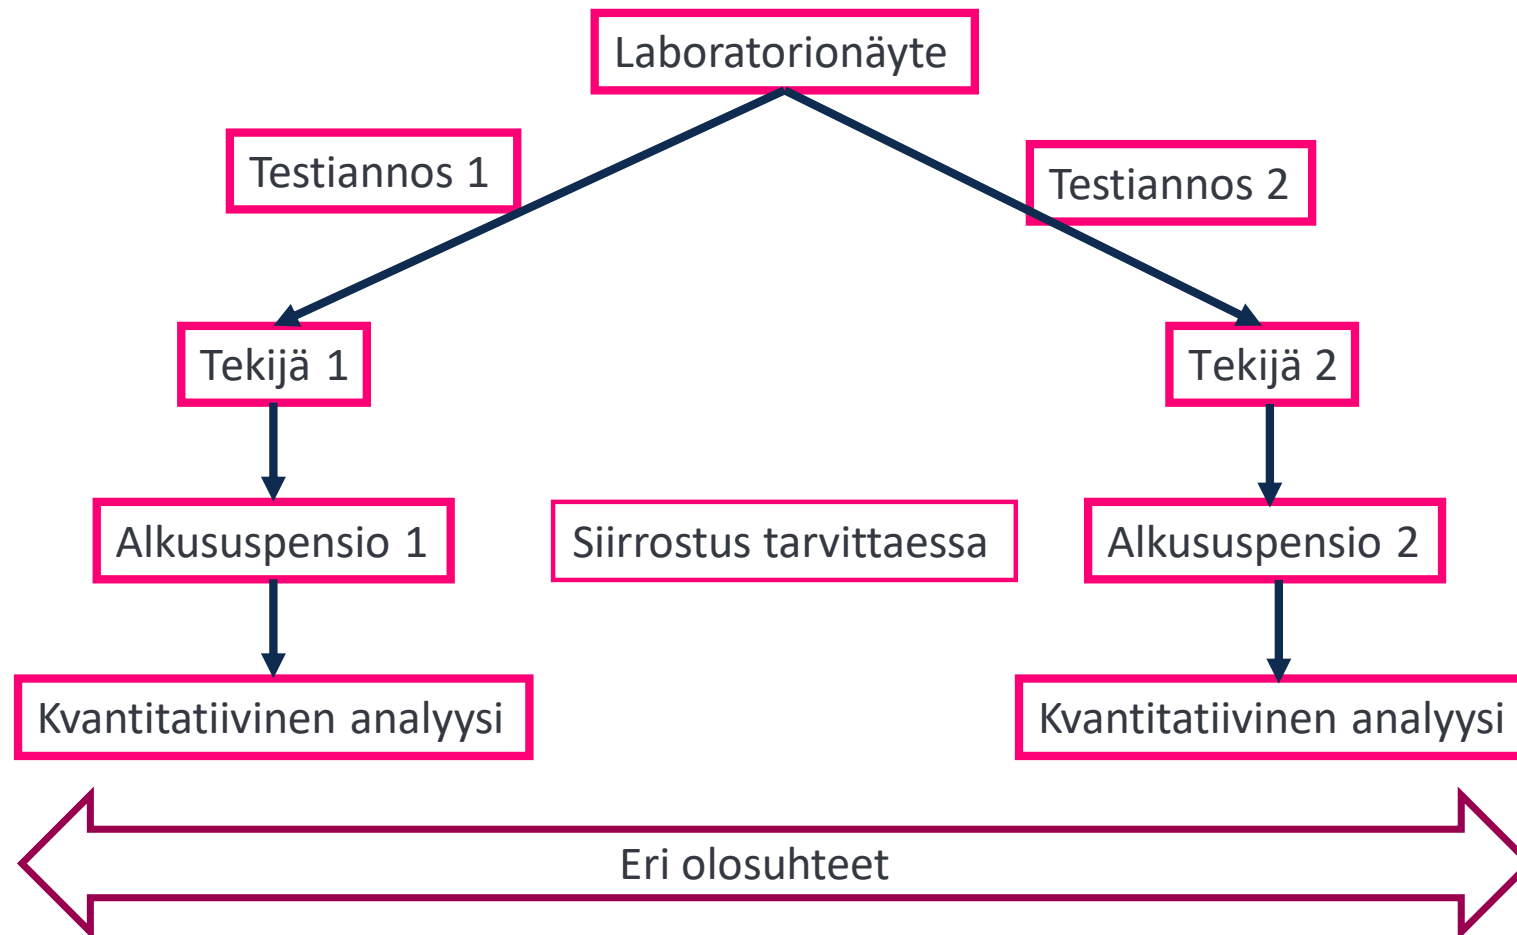 Laboratorionäyte
Testiannos 1
Testiannos 2
Tekijä 1
Tekijä 2
Alkususpensio 1
Siirrostus tarvittaessa
Alkususpensio 2
Kvantitatiivinen analyysi
Kvantitatiivinen analyysi
Eri olosuhteet